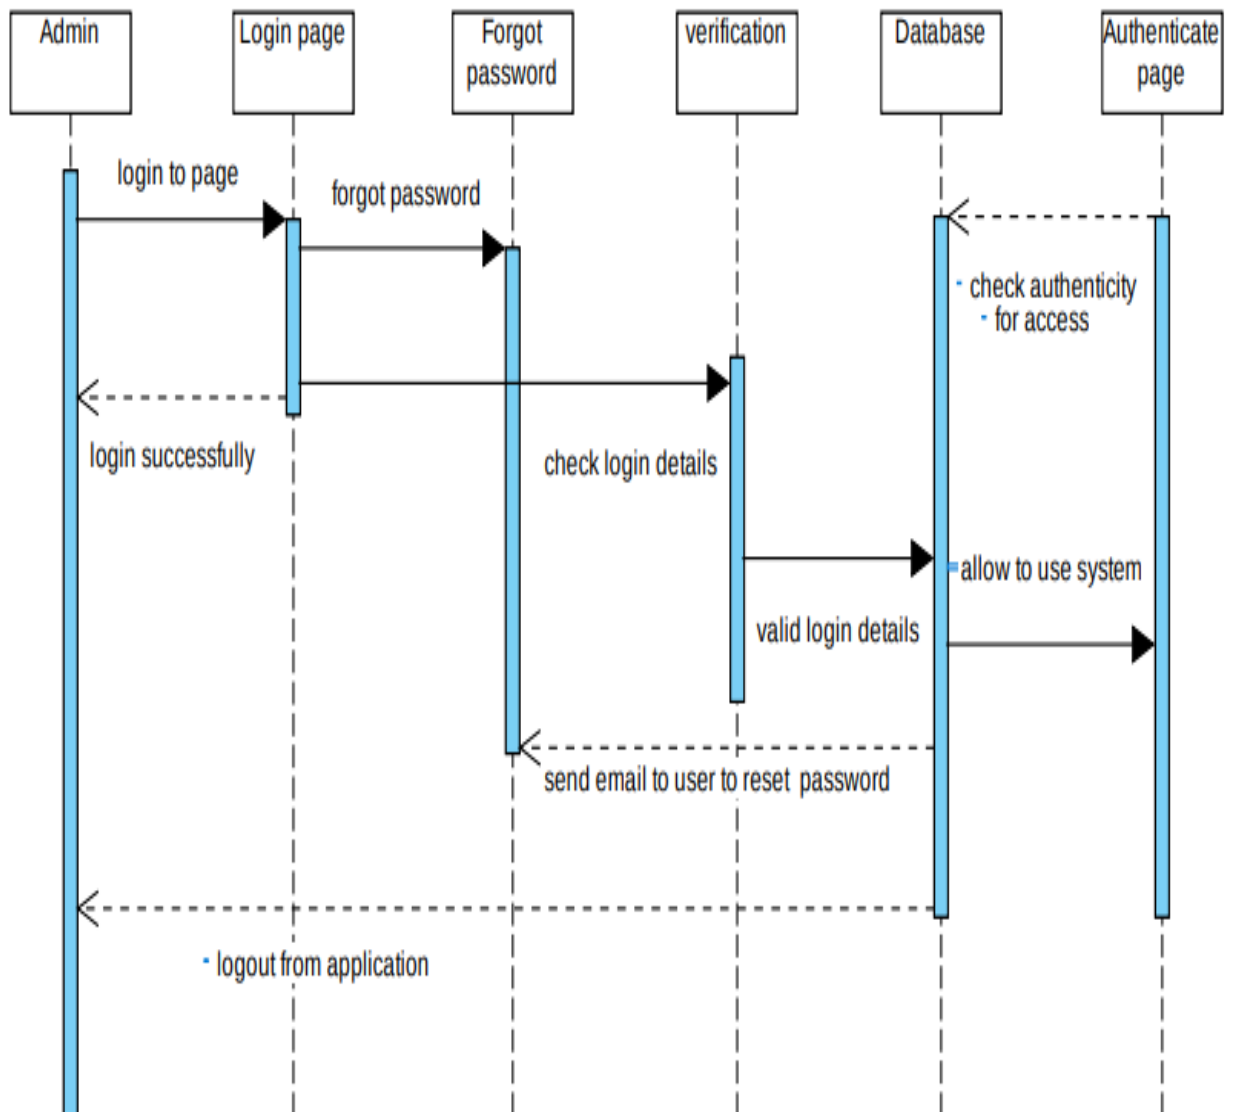 Admin
Login page
Forgot
password
verification
Database
Authenticate
page
login to page
forgot password
check authenticity
for access
login successfully
check login details
allow to use system
valid login details
send email to user to reset password
logout from application